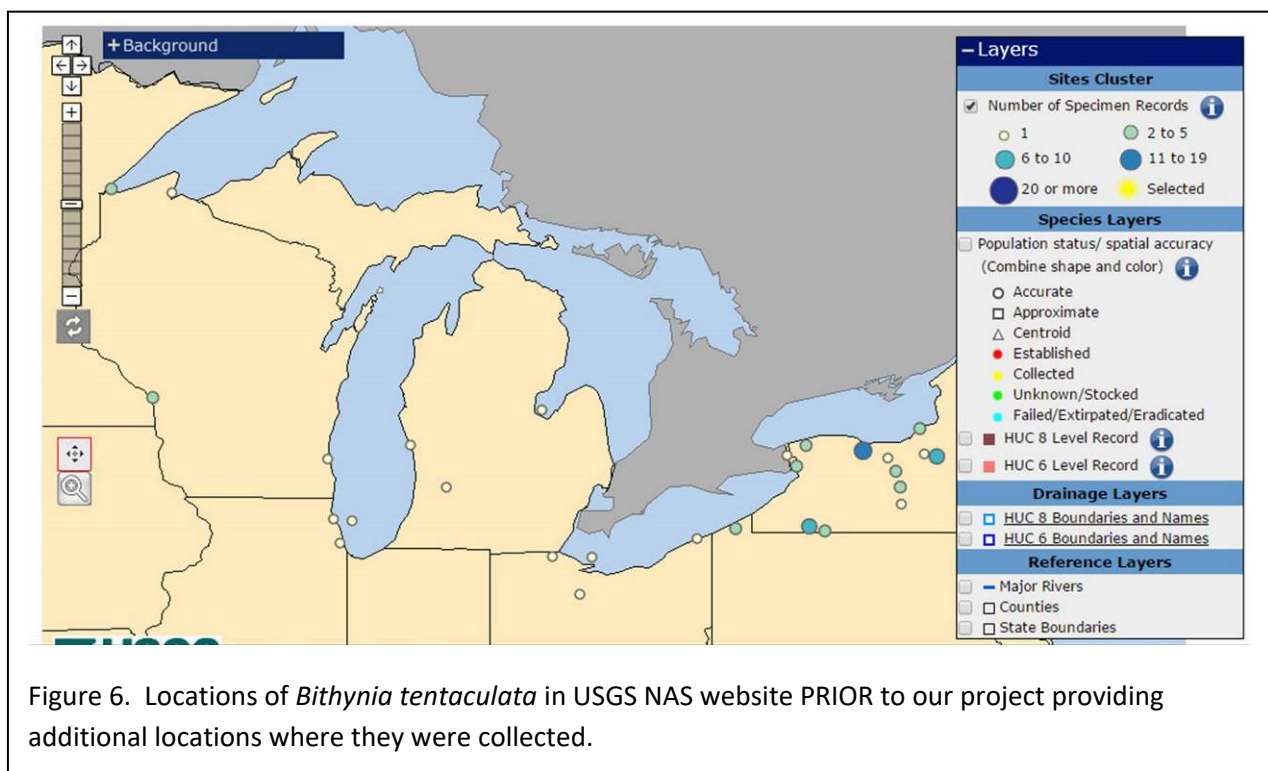 +Background
–Layers
Sites Cluster
Number of Specimen Records i
1
2 to 5
6 to 10
11 to 19
20 or more
Selected
Species Layers
Population status/ spatial accuracy
(Combine shape and color) i
Accurate
Approximate
Centroid
Established
Collected
Unknown/Stocked
Failed/Extirpated/Eradicated
HUC 8 Level Record i
HUC 6 Level Record i
Drainage Layers
HUC 8 Boundaries and Names
HUC 6 Boundaries and Names
Reference Layers
Major Rivers
Counties
State Boundaries
Figure 6.  Locations of Bithynia tentaculata in USGS NAS website PRIOR to our project providing
additional locations where they were collected.